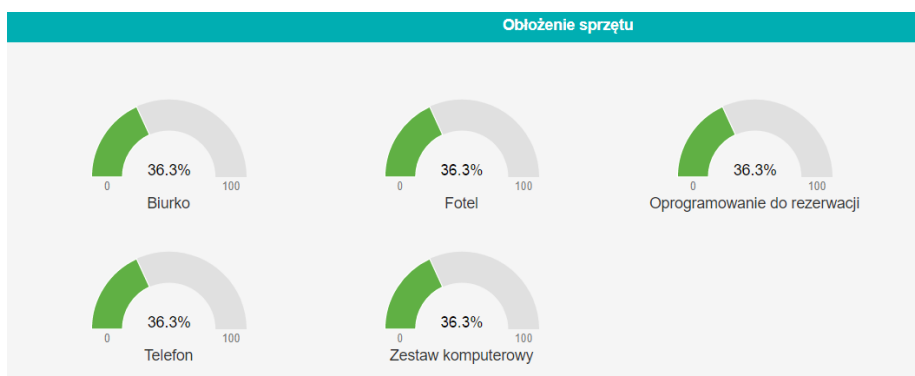 Obłożenie sprzętu
36.3% 36.3% 36.3%
0 100 0 100 0 100
Biurko Fotel Oprogramowanie do rezerwacji
36.3% 36.3%
0 100 0 100
Telefon Zestaw komputerowy